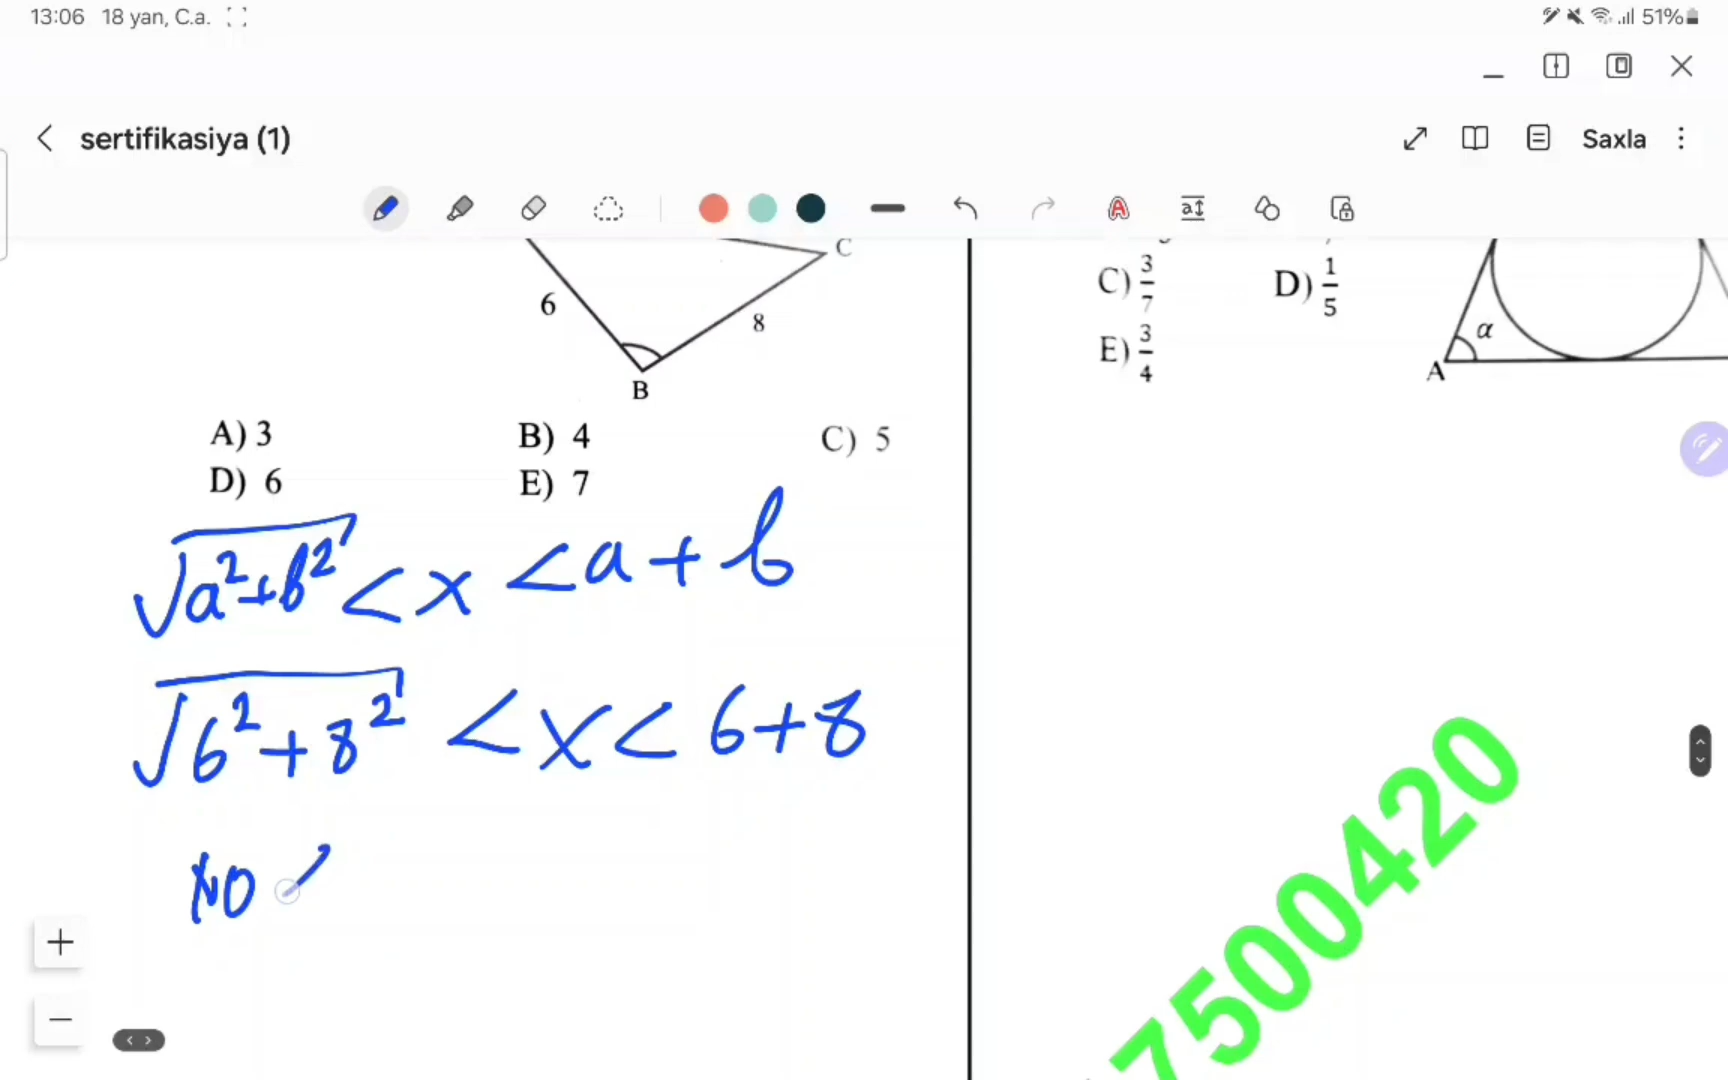 13:06 18 yan, C.a. 51%
sertifikasiya (1)
Saxla
C
6
8
B
A) 3 B) 4 C) 5
D) 6 E) 7
√a²+b² < x < a + b
√6²+8² < x < 6+8
10
C) 3/7 D) 1/5
E) 3/4
α
A
7500420